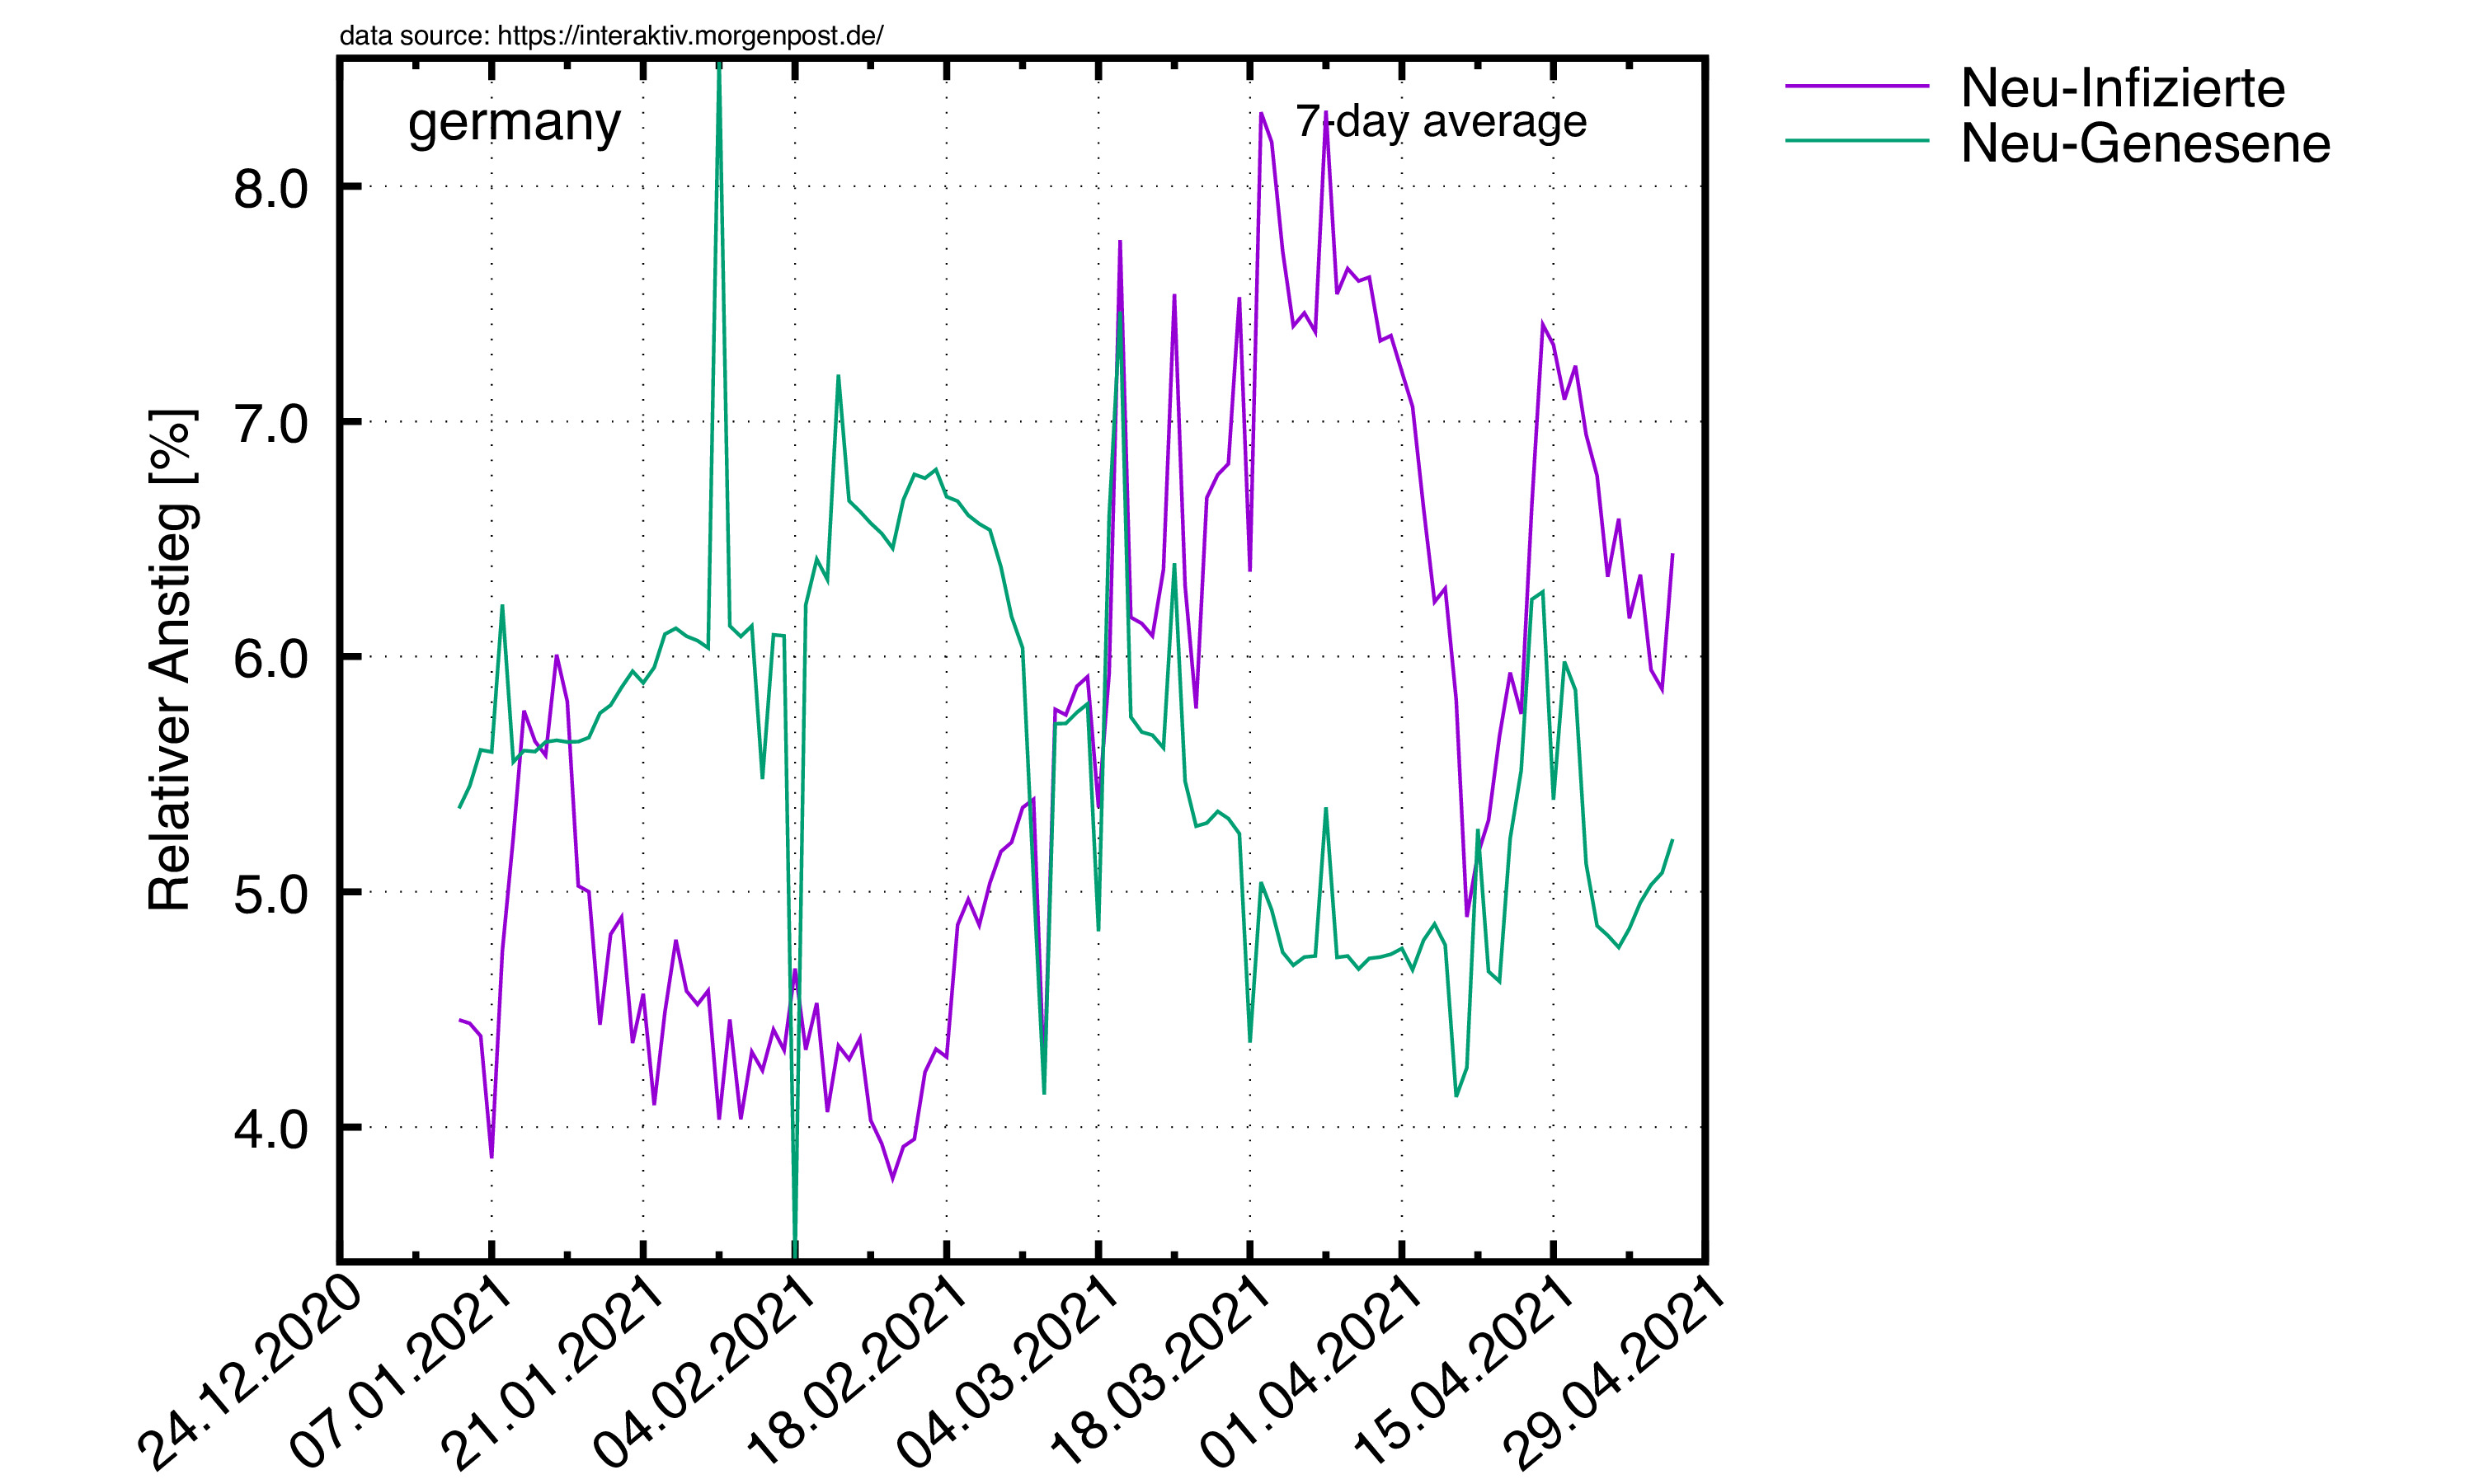 data source: https://interaktiv.morgenpost.de/
germany
7-day average
Neu-Infizierte
Neu-Genesene
Relativer Anstieg [%]
8.0
7.0
6.0
5.0
4.0
24.12.2020
07.01.2021
21.01.2021
04.02.2021
18.02.2021
04.03.2021
18.03.2021
01.04.2021
15.04.2021
29.04.2021